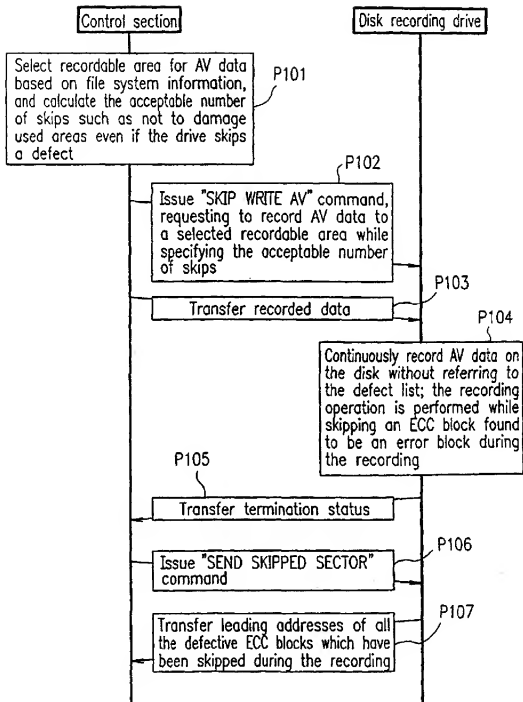 Control section
Disk recording drive
Select recordable area for AV data
based on file system information,
and calculate the acceptable number
of skips such as not to damage
used areas even if the drive skips
a defect
P101
P102
Issue "SKIP WRITE AV" command,
requesting to record AV data to
a selected recordable area while
specifying the acceptable number
of skips
P103
Transfer recorded data
P104
Continuously record AV data on
the disk without referring to
the defect list; the recording
operation is performed while
skipping an ECC block found
to be an error block during
the recording
P105
Transfer termination status
P106
Issue "SEND SKIPPED SECTOR"
command
P107
Transfer leading addresses of all
the defective ECC blocks which have
been skipped during the recording